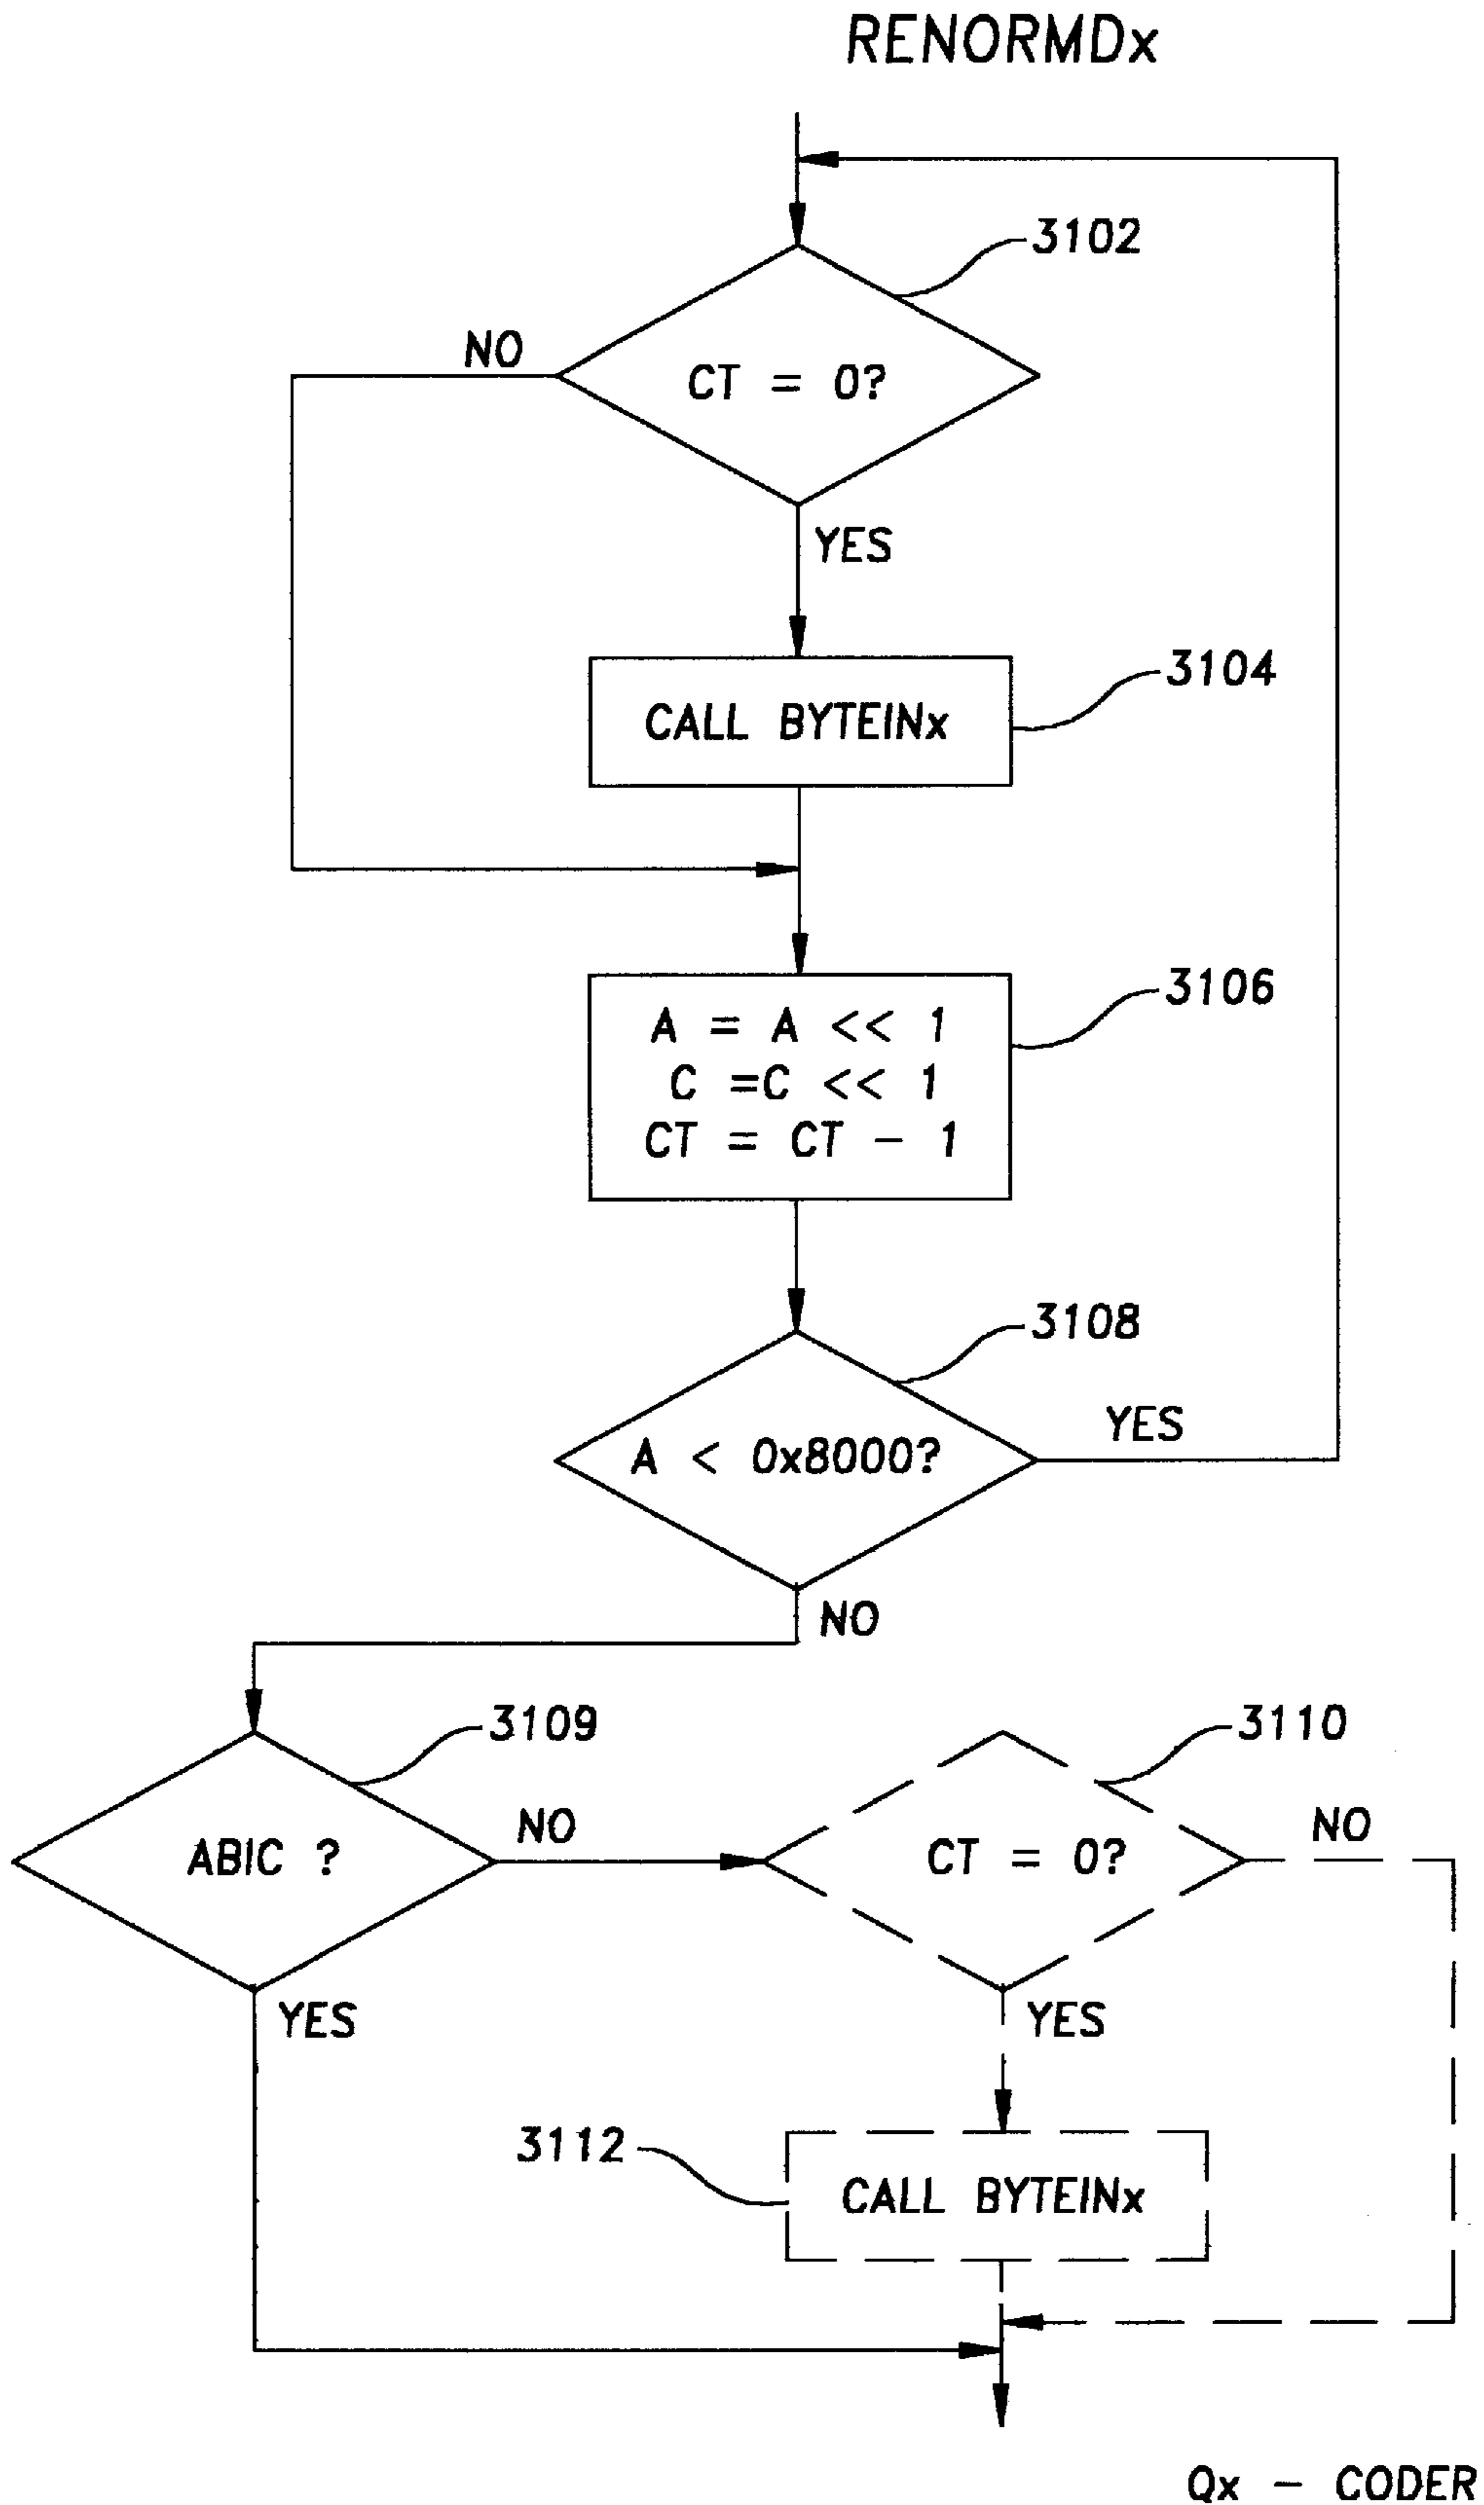 RENORMDx
3102
NO
CT = 0?
YES
3104
CALL BYTEINx
3106
A = A << 1
C =C << 1
CT = CT - 1
3108
YES
A < 0x8000?
NO
3109
3110
NO
NO
ABIC ?
CT = 0?
YES
YES
3112
CALL BYTEINx
Qx - CODER